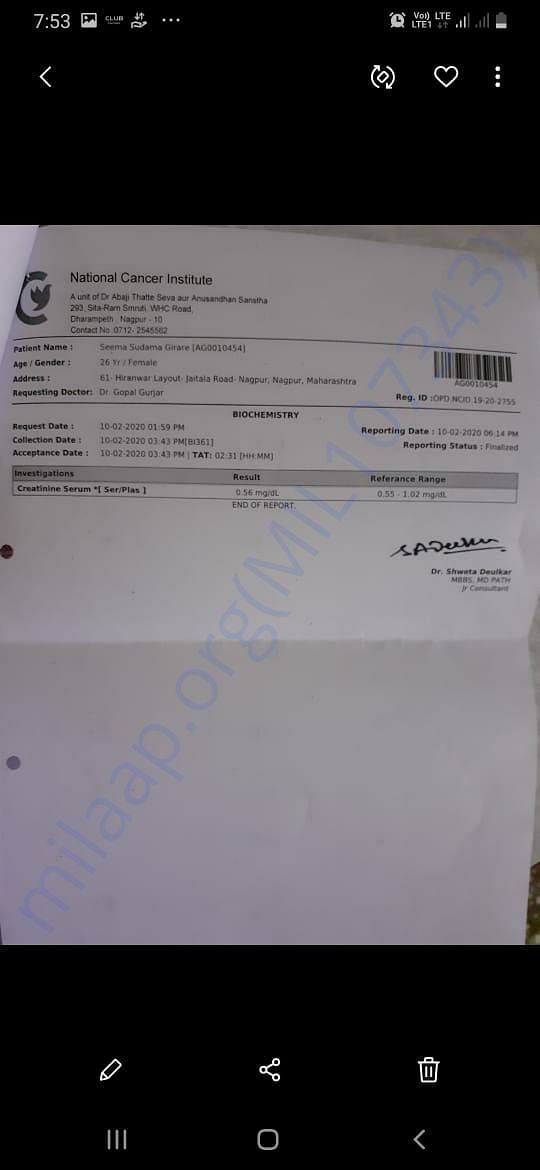 7:53 CLUB Vo) LTE LTE1
National Cancer Institute
A unit of Dr Abaji Thatte Seva aur Anusandhan Sanstha
293, Sita-Ram Smruti, WHC Road,
Dharampeth , Nagpur - 10
Contact No :0712- 2545562
Patient Name : Seema Sudama Girare [AG0010454]
Age / Gender : 26 Yr / Female
Address : 61- Hiranwar Layout- Jaitala Road- Nagpur, Nagpur, Maharashtra
AG0010454
Requesting Doctor: Dr. Gopal Gurjar
Reg. ID :OPD.NCID.19-20-2755
BIOCHEMISTRY
Request Date : 10-02-2020 01:59 PM
Reporting Date : 10-02-2020 06:14 PM
Collection Date : 10-02-2020 03:43 PM[BI361]
Reporting Status : Finalized
Acceptance Date : 10-02-2020 03:43 PM | TAT: 02:31 [HH:MM]
Investigations Result Referance Range
Creatinine Serum *[ Ser/Plas ] 0.56 mg/dL 0.55 - 1.02 mg/dL
END OF REPORT.
Dr. Shweta Deulkar
MBBS, MD PATH
Jr Consultant
milaap.org(MIL107343)